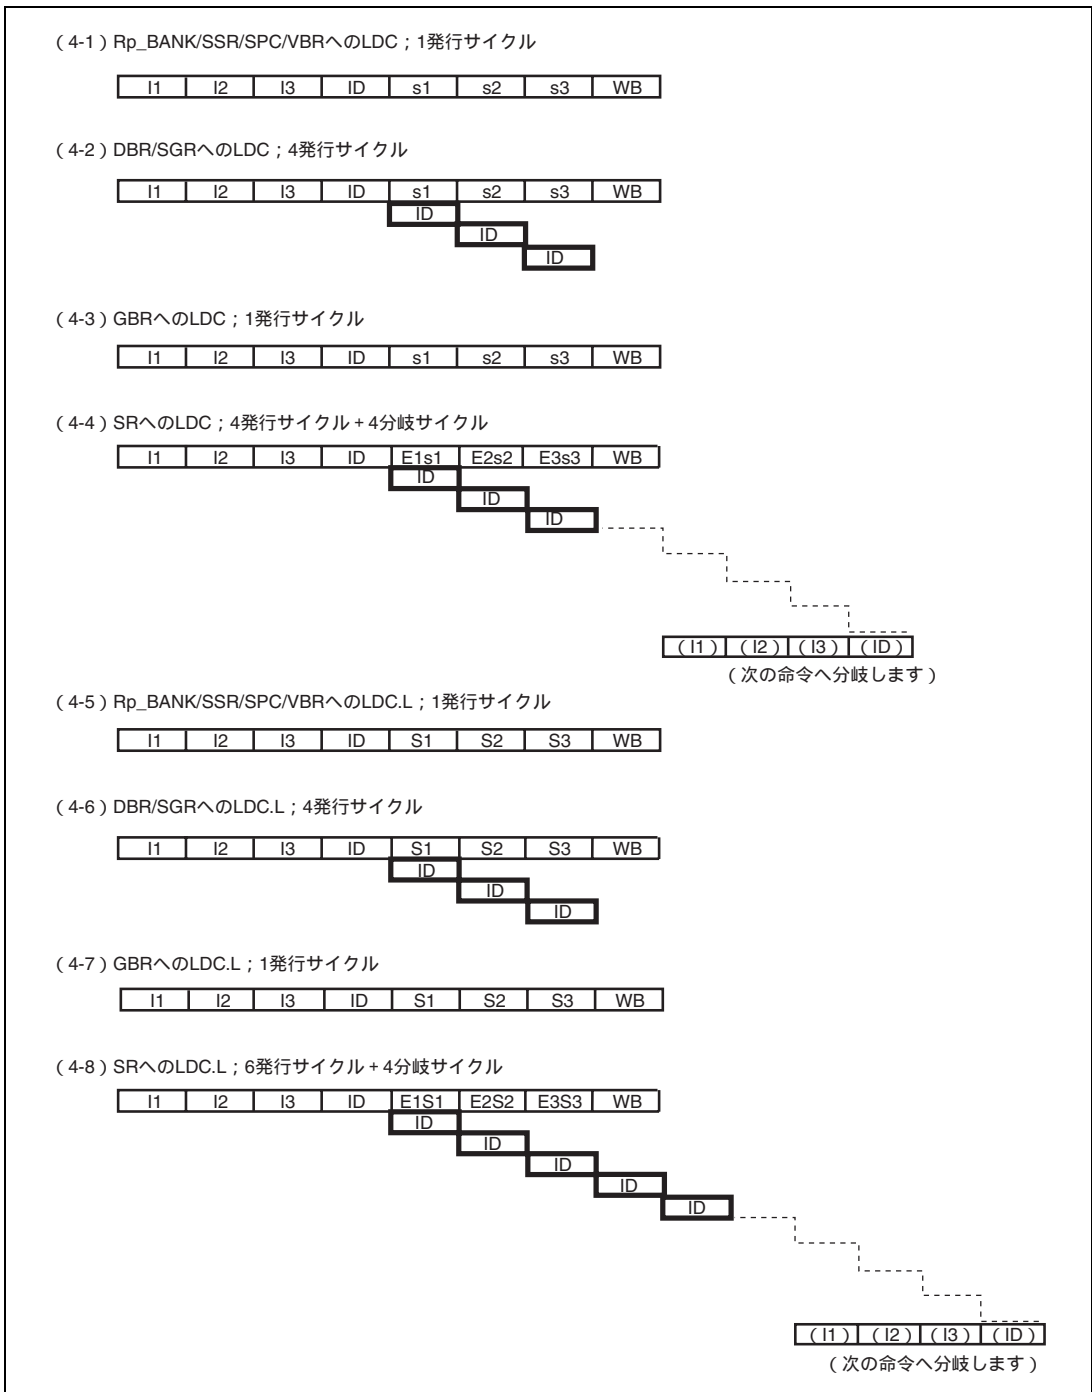 （4-1）Rp_BANK/SSR/SPC/VBRへのLDC；1発行サイクル
I1 I2 I3 ID s1 s2 s3 WB
（4-2）DBR/SGRへのLDC；4発行サイクル
I1 I2 I3 ID s1 s2 s3 WB
ID
ID
ID
（4-3）GBRへのLDC；1発行サイクル
I1 I2 I3 ID s1 s2 s3 WB
（4-4）SRへのLDC；4発行サイクル + 4分岐サイクル
I1 I2 I3 ID E1s1 E2s2 E3s3 WB
ID
ID
ID
（I1）（I2）（I3）（ID）
（次の命令へ分岐します）
（4-5）Rp_BANK/SSR/SPC/VBRへのLDC.L；1発行サイクル
I1 I2 I3 ID S1 S2 S3 WB
（4-6）DBR/SGRへのLDC.L；4発行サイクル
I1 I2 I3 ID S1 S2 S3 WB
ID
ID
ID
（4-7）GBRへのLDC.L；1発行サイクル
I1 I2 I3 ID S1 S2 S3 WB
（4-8）SRへのLDC.L；6発行サイクル + 4分岐サイクル
I1 I2 I3 ID E1S1 E2S2 E3S3 WB
ID
ID
ID
ID
ID
（I1）（I2）（I3）（ID）
（次の命令へ分岐します）